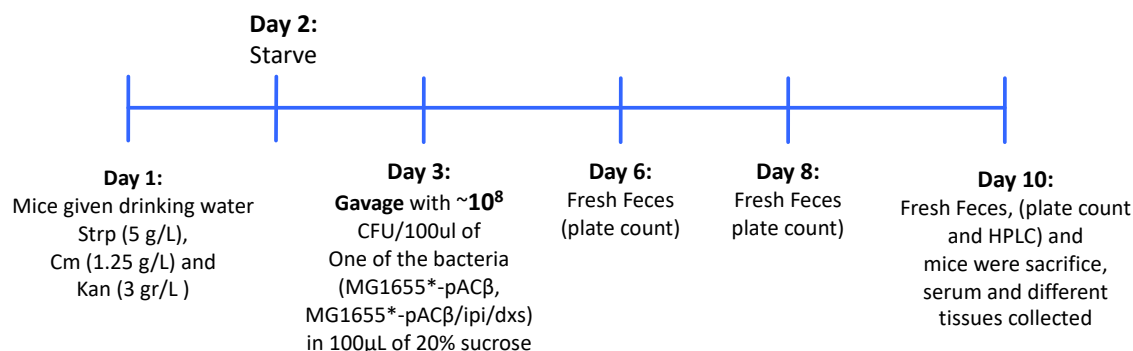 Day 2:
Starve
Day 1:
Mice given drinking water
Strp (5 g/L),
Cm (1.25 g/L) and
Kan (3 gr/L )
Day 3:
Gavage with ~10⁸
CFU/100ul of
One of the bacteria
(MG1655*-pACβ,
MG1655*-pACβ/ipi/dxs)
in 100µL of 20% sucrose
Day 6:
Fresh Feces
(plate count)
Day 8:
Fresh Feces
plate count)
Day 10:
Fresh Feces, (plate count
and HPLC) and
mice were sacrifice,
serum and different
tissues collected